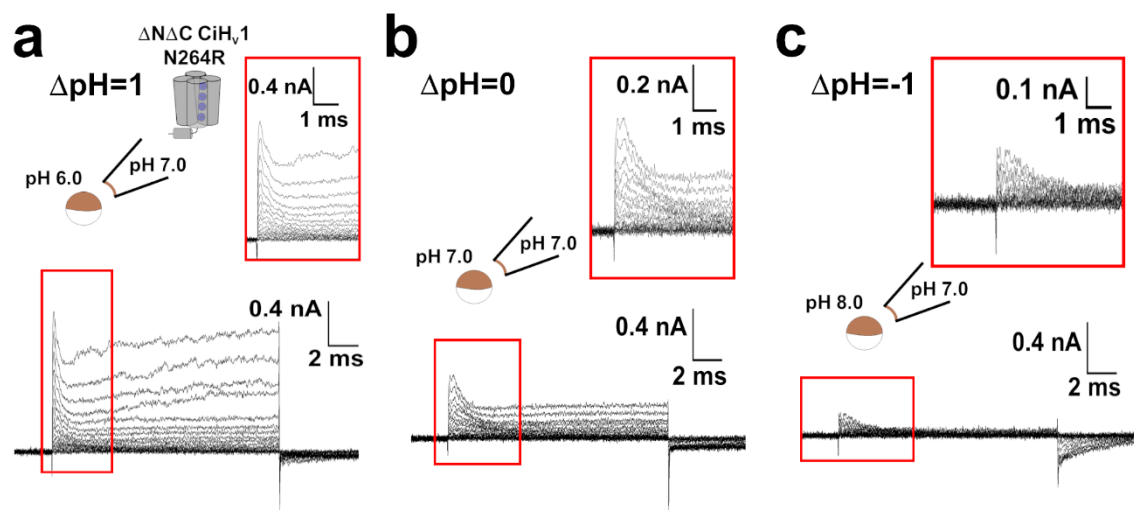 a
ΔNΔC CiHv1
N264R
ΔpH=1
0.4 nA
1 ms
pH 6.0
pH 7.0
0.4 nA
2 ms
b
ΔpH=0
0.2 nA
1 ms
pH 7.0
pH 7.0
0.4 nA
2 ms
c
ΔpH=-1
0.1 nA
1 ms
pH 8.0
pH 7.0
0.4 nA
2 ms